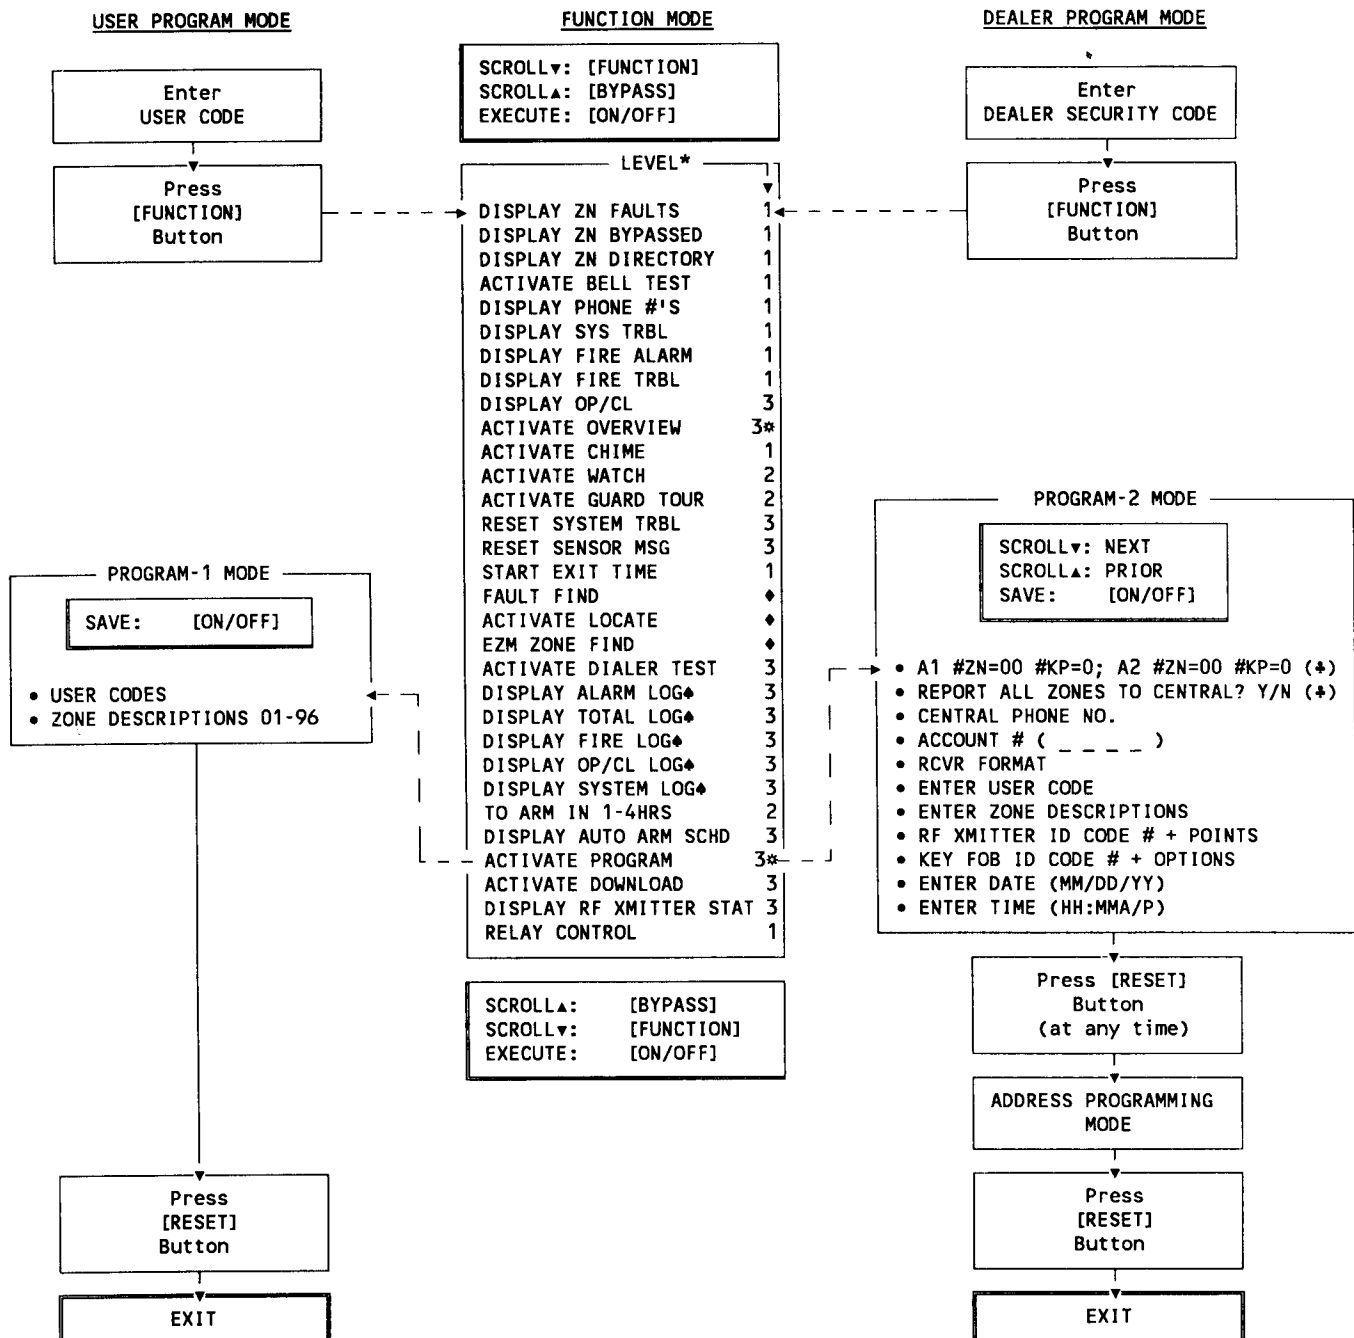 USER PROGRAM MODE
Enter
USER CODE
Press
[FUNCTION]
Button
PROGRAM-1 MODE
SAVE: [ON/OFF]
• USER CODES
• ZONE DESCRIPTIONS 01-96
Press
[RESET]
Button
EXIT
FUNCTION MODE
SCROLL▼: [FUNCTION]
SCROLL▲: [BYPASS]
EXECUTE: [ON/OFF]
LEVEL*
DISPLAY ZN FAULTS 1
DISPLAY ZN BYPASSED 1
DISPLAY ZN DIRECTORY 1
ACTIVATE BELL TEST 1
DISPLAY PHONE #'S 1
DISPLAY SYS TRBL 1
DISPLAY FIRE ALARM 1
DISPLAY FIRE TRBL 1
DISPLAY OP/CL 3
ACTIVATE OVERVIEW 3☼
ACTIVATE CHIME 1
ACTIVATE WATCH 2
ACTIVATE GUARD TOUR 2
RESET SYSTEM TRBL 3
RESET SENSOR MSG 3
START EXIT TIME 1
FAULT FIND ♦
ACTIVATE LOCATE ♦
EZM ZONE FIND ♦
ACTIVATE DIALER TEST 3
DISPLAY ALARM LOG♠ 3
DISPLAY TOTAL LOG♠ 3
DISPLAY FIRE LOG♠ 3
DISPLAY OP/CL LOG♠ 3
DISPLAY SYSTEM LOG♠ 3
TO ARM IN 1-4HRS 2
DISPLAY AUTO ARM SCHD 3
ACTIVATE PROGRAM 3☼
ACTIVATE DOWNLOAD 3
DISPLAY RF XMITTER STAT 3
RELAY CONTROL 1
SCROLL▲: [BYPASS]
SCROLL▼: [FUNCTION]
EXECUTE: [ON/OFF]
DEALER PROGRAM MODE
Enter
DEALER SECURITY CODE
Press
[FUNCTION]
Button
PROGRAM-2 MODE
SCROLL▼: NEXT
SCROLL▲: PRIOR
SAVE: [ON/OFF]
• A1 #ZN=00 #KP=0; A2 #ZN=00 #KP=0 (♣)
• REPORT ALL ZONES TO CENTRAL? Y/N (♣)
• CENTRAL PHONE NO.
• ACCOUNT # ( _ _ _ _ )
• RCVR FORMAT
• ENTER USER CODE
• ENTER ZONE DESCRIPTIONS
• RF XMITTER ID CODE # + POINTS
• KEY FOB ID CODE # + OPTIONS
• ENTER DATE (MM/DD/YY)
• ENTER TIME (HH:MMA/P)
Press [RESET]
Button
(at any time)
ADDRESS PROGRAMMING
MODE
Press
[RESET]
Button
EXIT